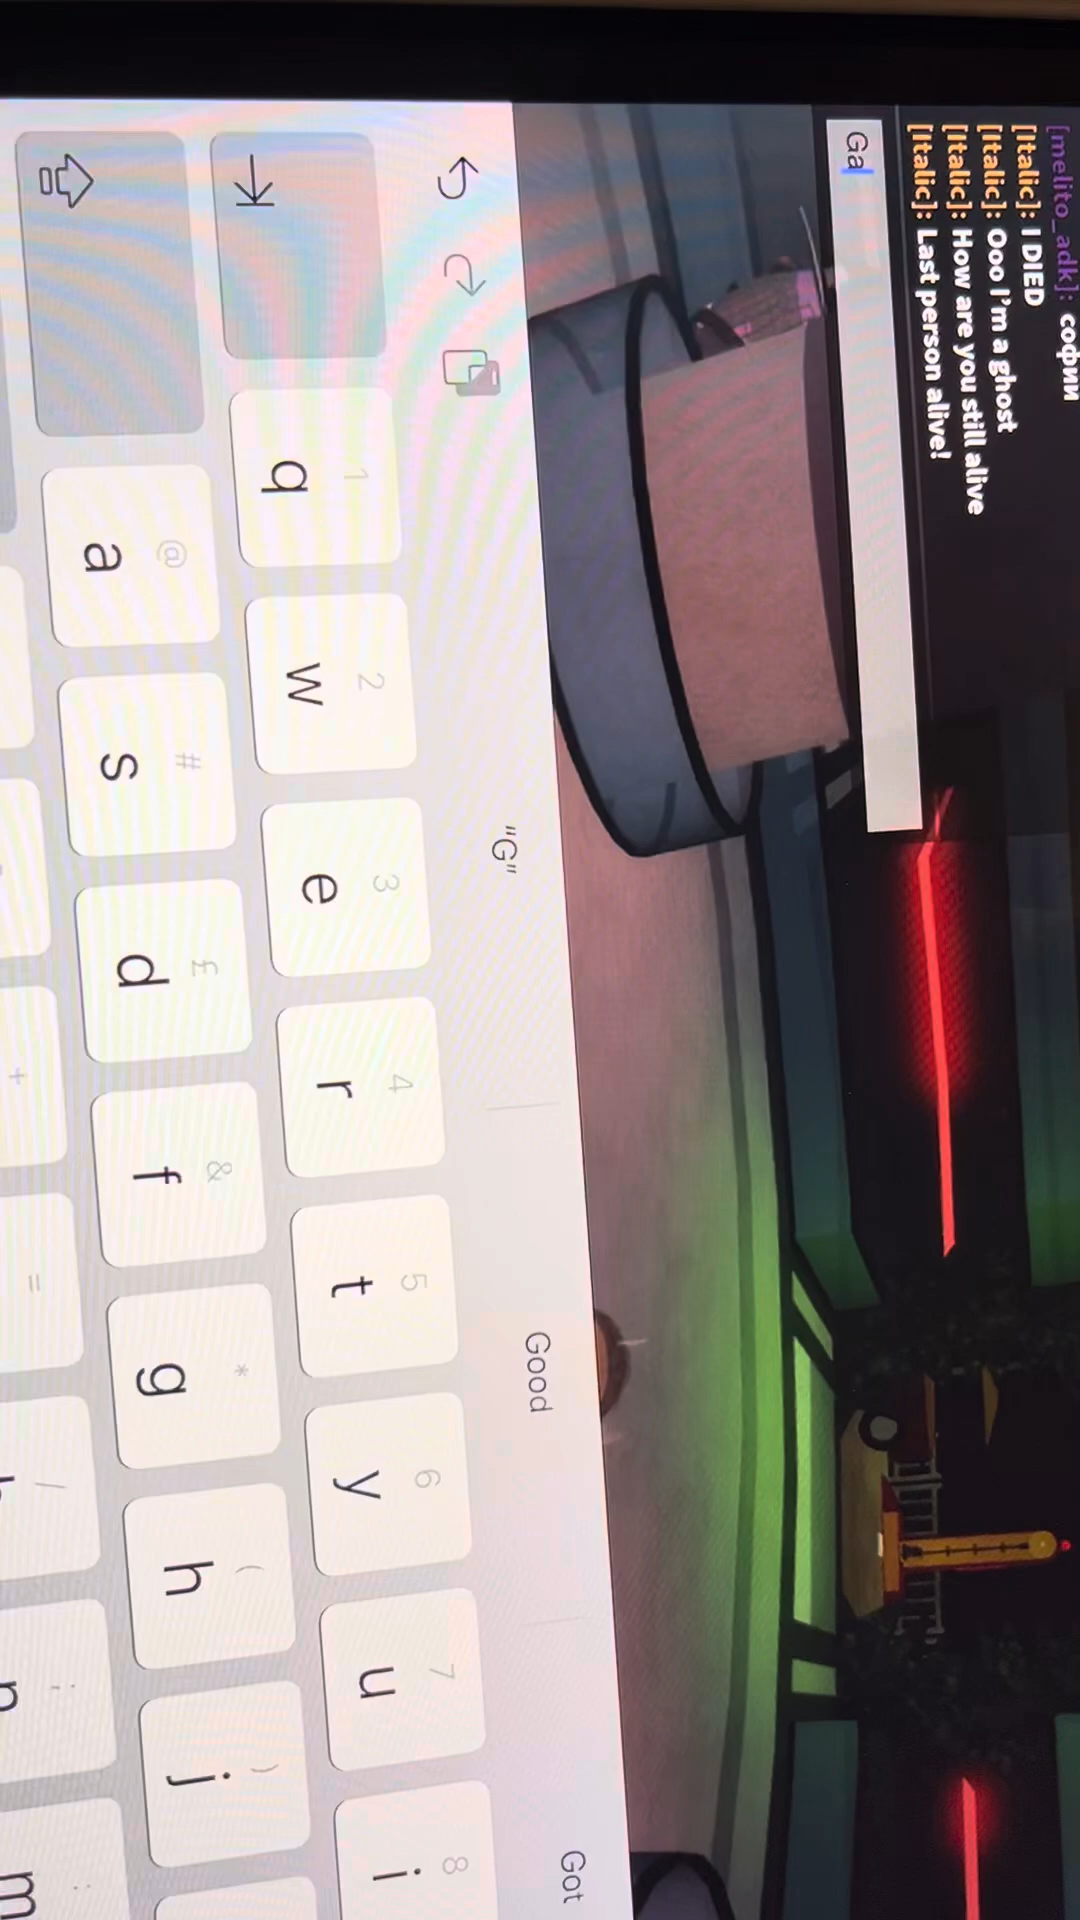 [melito_adk]: софии
[Italic]: I DIED
[Italic]: Ooo I'm a ghost
[Italic]: How are you still alive
[Italic]: Last person alive!
Ga
"G" Good Got
1 2 3 4 5 6 7 8
q w e r t y u i
@ # £ & * ( )
a s d f g h j
+ = / ; :
m